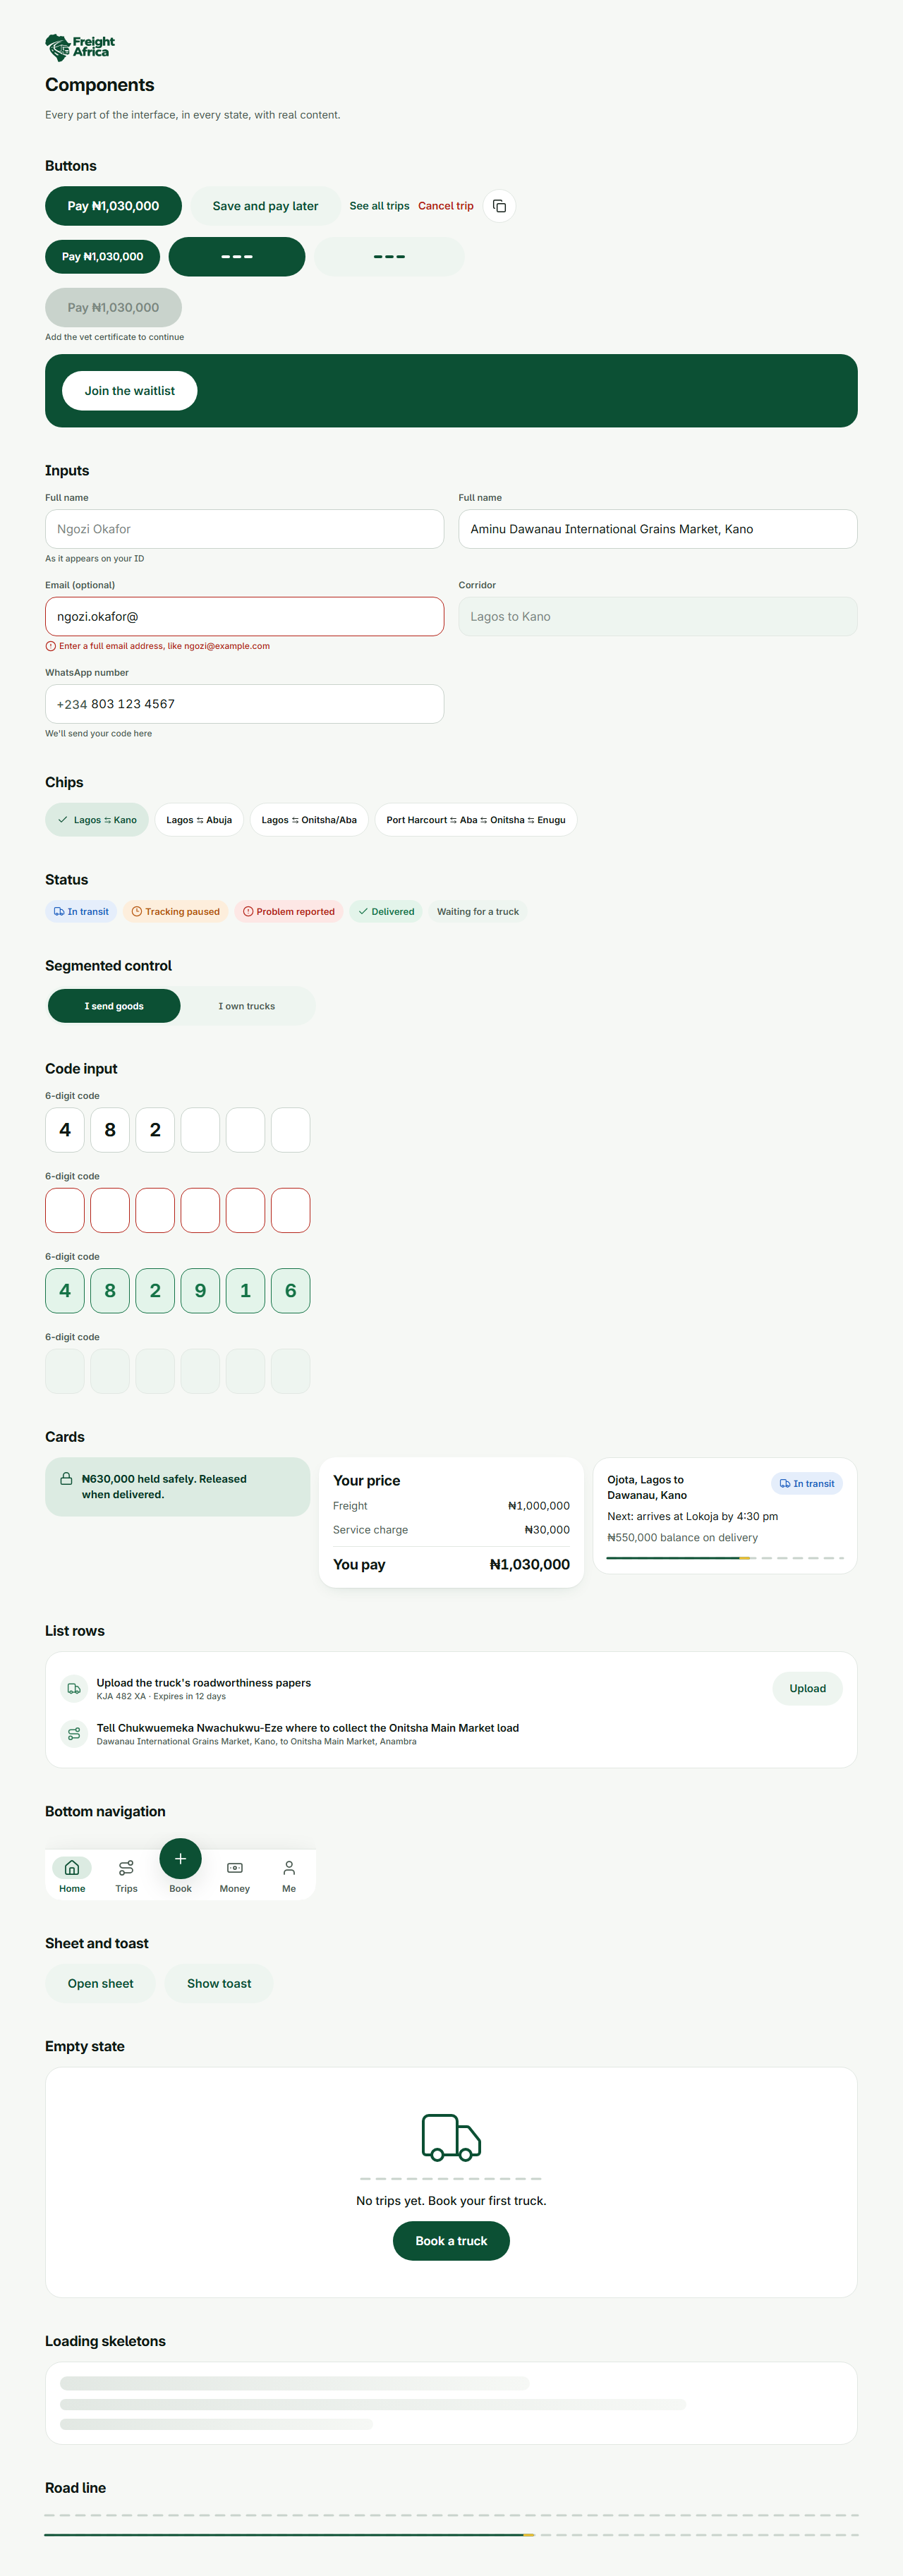 Freight
Africa
Components
Every part of the interface, in every state, with real content.
Buttons
Pay ₦1,030,000
Save and pay later
See all trips
Cancel trip
Pay ₦1,030,000
Pay ₦1,030,000
Add the vet certificate to continue
Join the waitlist
Inputs
Full name
Ngozi Okafor
As it appears on your ID
Full name
Aminu Dawanau International Grains Market, Kano
Email (optional)
ngozi.okafor@
Enter a full email address, like ngozi@example.com
Corridor
Lagos to Kano
WhatsApp number
+234 803 123 4567
We'll send your code here
Chips
Lagos ⇆ Kano
Lagos ⇆ Abuja
Lagos ⇆ Onitsha/Aba
Port Harcourt ⇆ Aba ⇆ Onitsha ⇆ Enugu
Status
In transit
Tracking paused
Problem reported
Delivered
Waiting for a truck
Segmented control
I send goods
I own trucks
Code input
6-digit code
4 8 2
6-digit code
6-digit code
4 8 2 9 1 6
6-digit code
Cards
₦630,000 held safely. Released
when delivered.
Your price
Freight ₦1,000,000
Service charge ₦30,000
You pay ₦1,030,000
Ojota, Lagos to
Dawanau, Kano
In transit
Next: arrives at Lokoja by 4:30 pm
₦550,000 balance on delivery
List rows
Upload the truck's roadworthiness papers
KJA 482 XA · Expires in 12 days
Upload
Tell Chukwuemeka Nwachukwu-Eze where to collect the Onitsha Main Market load
Dawanau International Grains Market, Kano, to Onitsha Main Market, Anambra
Bottom navigation
Home
Trips
Book
Money
Me
Sheet and toast
Open sheet
Show toast
Empty state
No trips yet. Book your first truck.
Book a truck
Loading skeletons
Road line